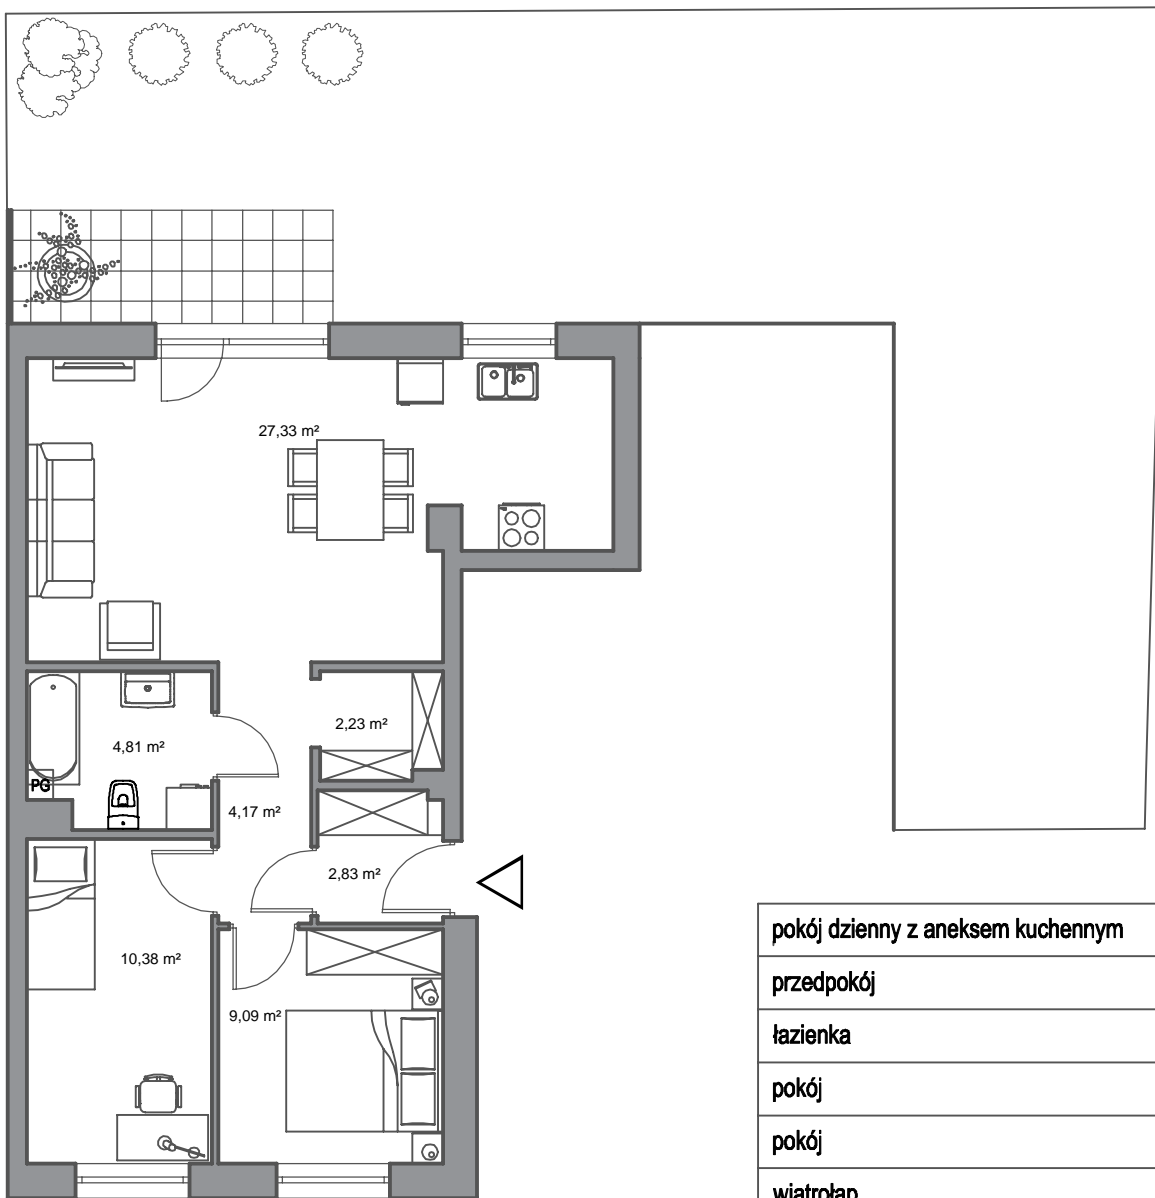 27,33 m²
2,23 m²
4,81 m²
PG
4,17 m²
2,83 m²
10,38 m²
9,09 m²
pokój dzienny z aneksem kuchennym
przedpokój
łazienka
pokój
pokój
wiatrołap